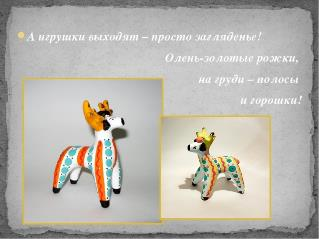 А игрушки выходят – просто загляденье!
Олень-золотые рожки,
на груди – полосы
и горошки!